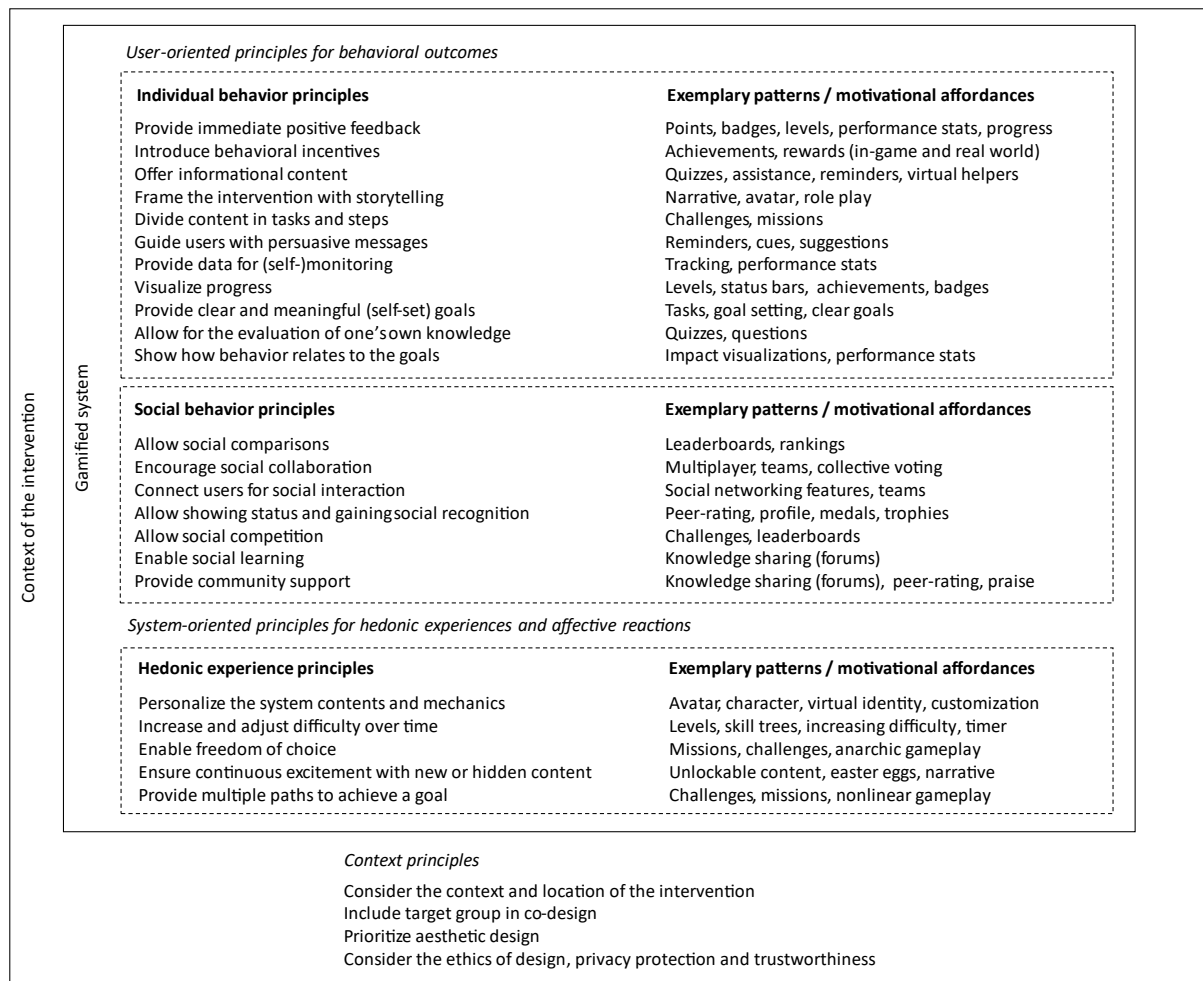 User-oriented principles for behavioral outcomes
Individual behavior principles Exemplary patterns / motivational affordances
Provide immediate positive feedback Points, badges, levels, performance stats, progress
Introduce behavioral incentives Achievements, rewards (in-game and real world)
Offer informational content Quizzes, assistance, reminders, virtual helpers
Frame the intervention with storytelling Narrative, avatar, role play
Divide content in tasks and steps Challenges, missions
Guide users with persuasive messages Reminders, cues, suggestions
Provide data for (self-)monitoring Tracking, performance stats
Visualize progress Levels, status bars, achievements, badges
Provide clear and meaningful (self-set) goals Tasks, goal setting, clear goals
Allow for the evaluation of one's own knowledge Quizzes, questions
Show how behavior relates to the goals Impact visualizations, performance stats
Social behavior principles Exemplary patterns / motivational affordances
Allow social comparisons Leaderboards, rankings
Encourage social collaboration Multiplayer, teams, collective voting
Connect users for social interaction Social networking features, teams
Allow showing status and gaining social recognition Peer-rating, profile, medals, trophies
Allow social competition Challenges, leaderboards
Enable social learning Knowledge sharing (forums)
Provide community support Knowledge sharing (forums), peer-rating, praise
System-oriented principles for hedonic experiences and affective reactions
Hedonic experience principles Exemplary patterns / motivational affordances
Personalize the system contents and mechanics Avatar, character, virtual identity, customization
Increase and adjust difficulty over time Levels, skill trees, increasing difficulty, timer
Enable freedom of choice Missions, challenges, anarchic gameplay
Ensure continuous excitement with new or hidden content Unlockable content, easter eggs, narrative
Provide multiple paths to achieve a goal Challenges, missions, nonlinear gameplay
Gamified system
Context of the intervention
Context principles
Consider the context and location of the intervention
Include target group in co-design
Prioritize aesthetic design
Consider the ethics of design, privacy protection and trustworthiness